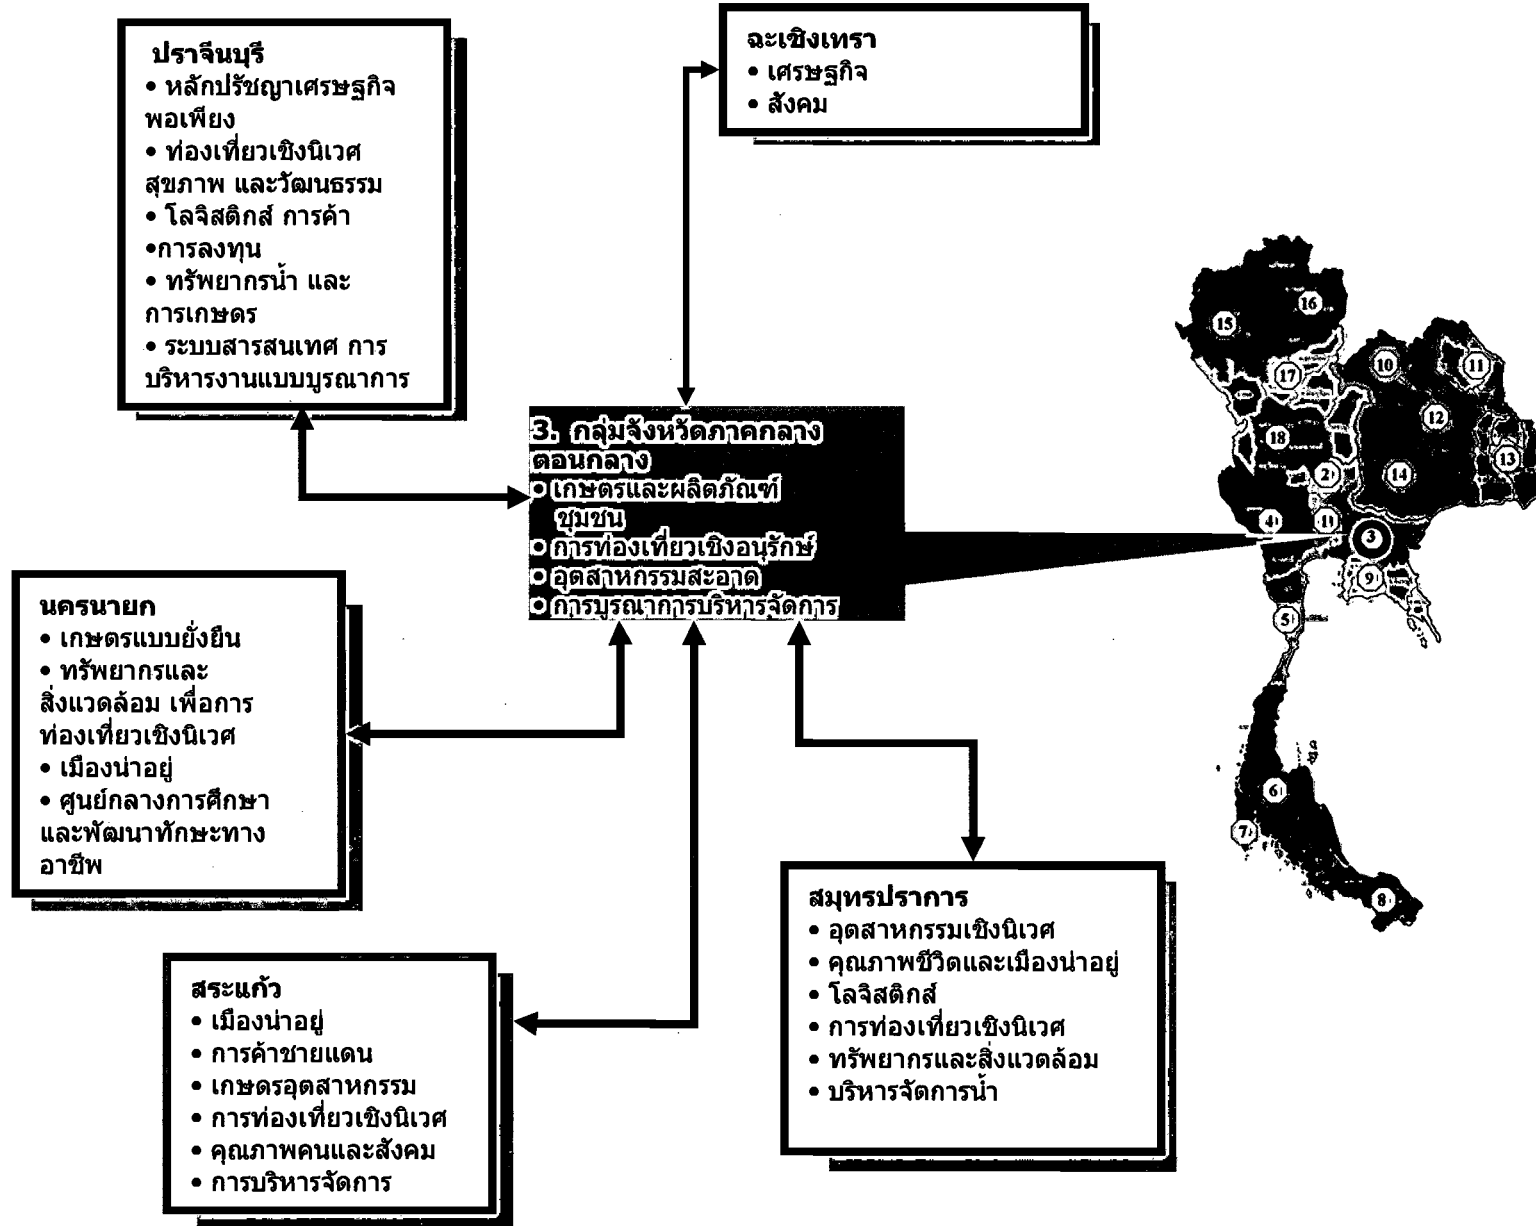 ปราจีนบุรี
• หลักปรัชญาเศรษฐกิจ
พอเพียง
• ท่องเที่ยวเชิงนิเวศ
สุขภาพ และวัฒนธรรม
• โลจิสติกส์ การค้า
•การลงทุน
• ทรัพยากรน้ำ และ
การเกษตร
• ระบบสารสนเทศ การ
บริหารงานแบบบูรณาการ
ฉะเชิงเทรา
• เศรษฐกิจ
• สังคม
3. กลุ่มจังหวัดภาคกลาง
ตอนกลาง
• เกษตรและผลิตภัณฑ์
ชุมชน
• การท่องเที่ยวเชิงอนุรักษ์
• อุตสาหกรรมสะอาด
• การบูรณาการบริหารจัดการ
นครนายก
• เกษตรแบบยั่งยืน
• ทรัพยากรและ
สิ่งแวดล้อม เพื่อการ
ท่องเที่ยวเชิงนิเวศ
• เมืองน่าอยู่
• ศูนย์กลางการศึกษา
และพัฒนาทักษะทาง
อาชีพ
สระแก้ว
• เมืองน่าอยู่
• การค้าชายแดน
• เกษตรอุตสาหกรรม
• การท่องเที่ยวเชิงนิเวศ
• คุณภาพคนและสังคม
• การบริหารจัดการ
สมุทรปราการ
• อุตสาหกรรมเชิงนิเวศ
• คุณภาพชีวิตและเมืองน่าอยู่
• โลจิสติกส์
• การท่องเที่ยวเชิงนิเวศ
• ทรัพยากรและสิ่งแวดล้อม
• บริหารจัดการน้ำ
16
15
10
11
17
12
18
13
2
14
4
1
3
9
5
6
7
8